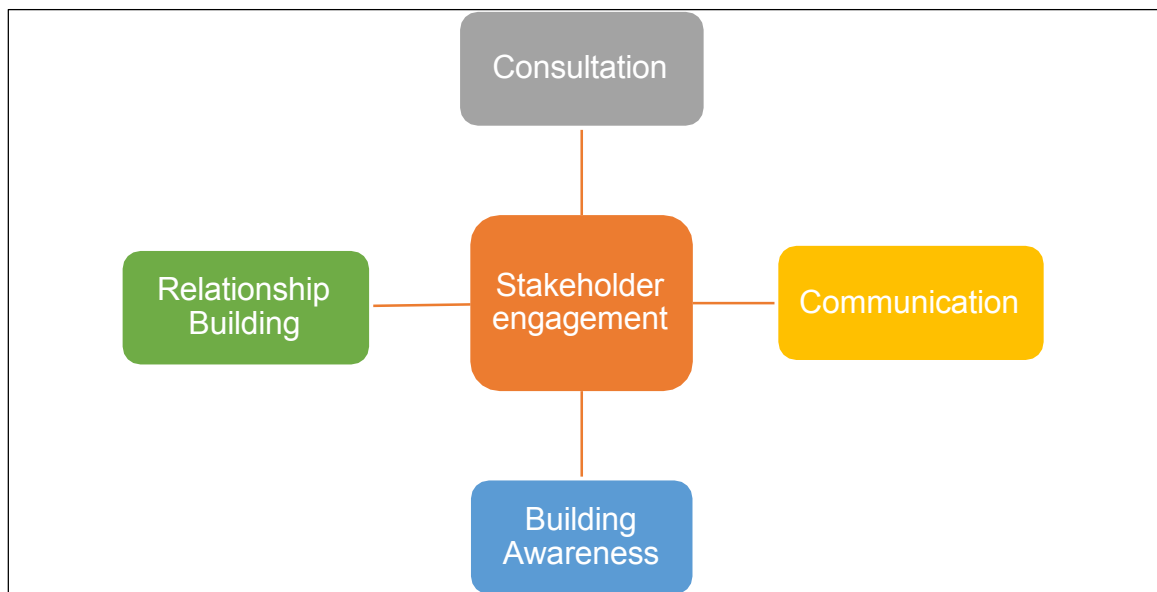 Consultation
Relationship
Building
Stakeholder
engagement
Communication
Building
Awareness